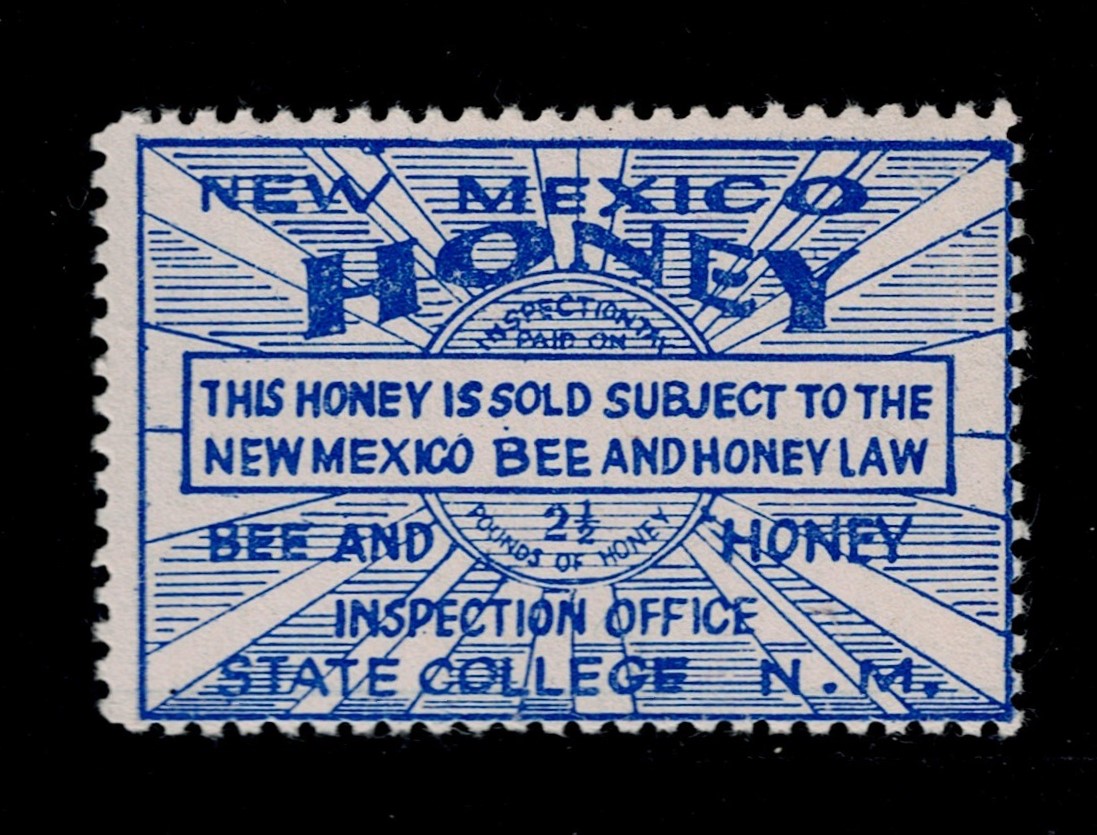 NEW MEXICO
HONEY
INSPECTION
PAID ON
THIS HONEY IS SOLD SUBJECT TO THE
NEW MEXICO BEE AND HONEY LAW
2½
POUNDS OF HONEY
BEE AND HONEY
INSPECTION OFFICE
STATE COLLEGE N.M.